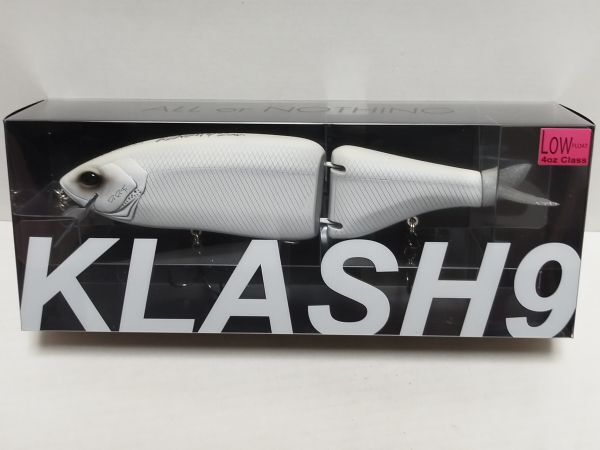 ALL or NOTHING
LOW FLOAT
4oz Class
KLASH9